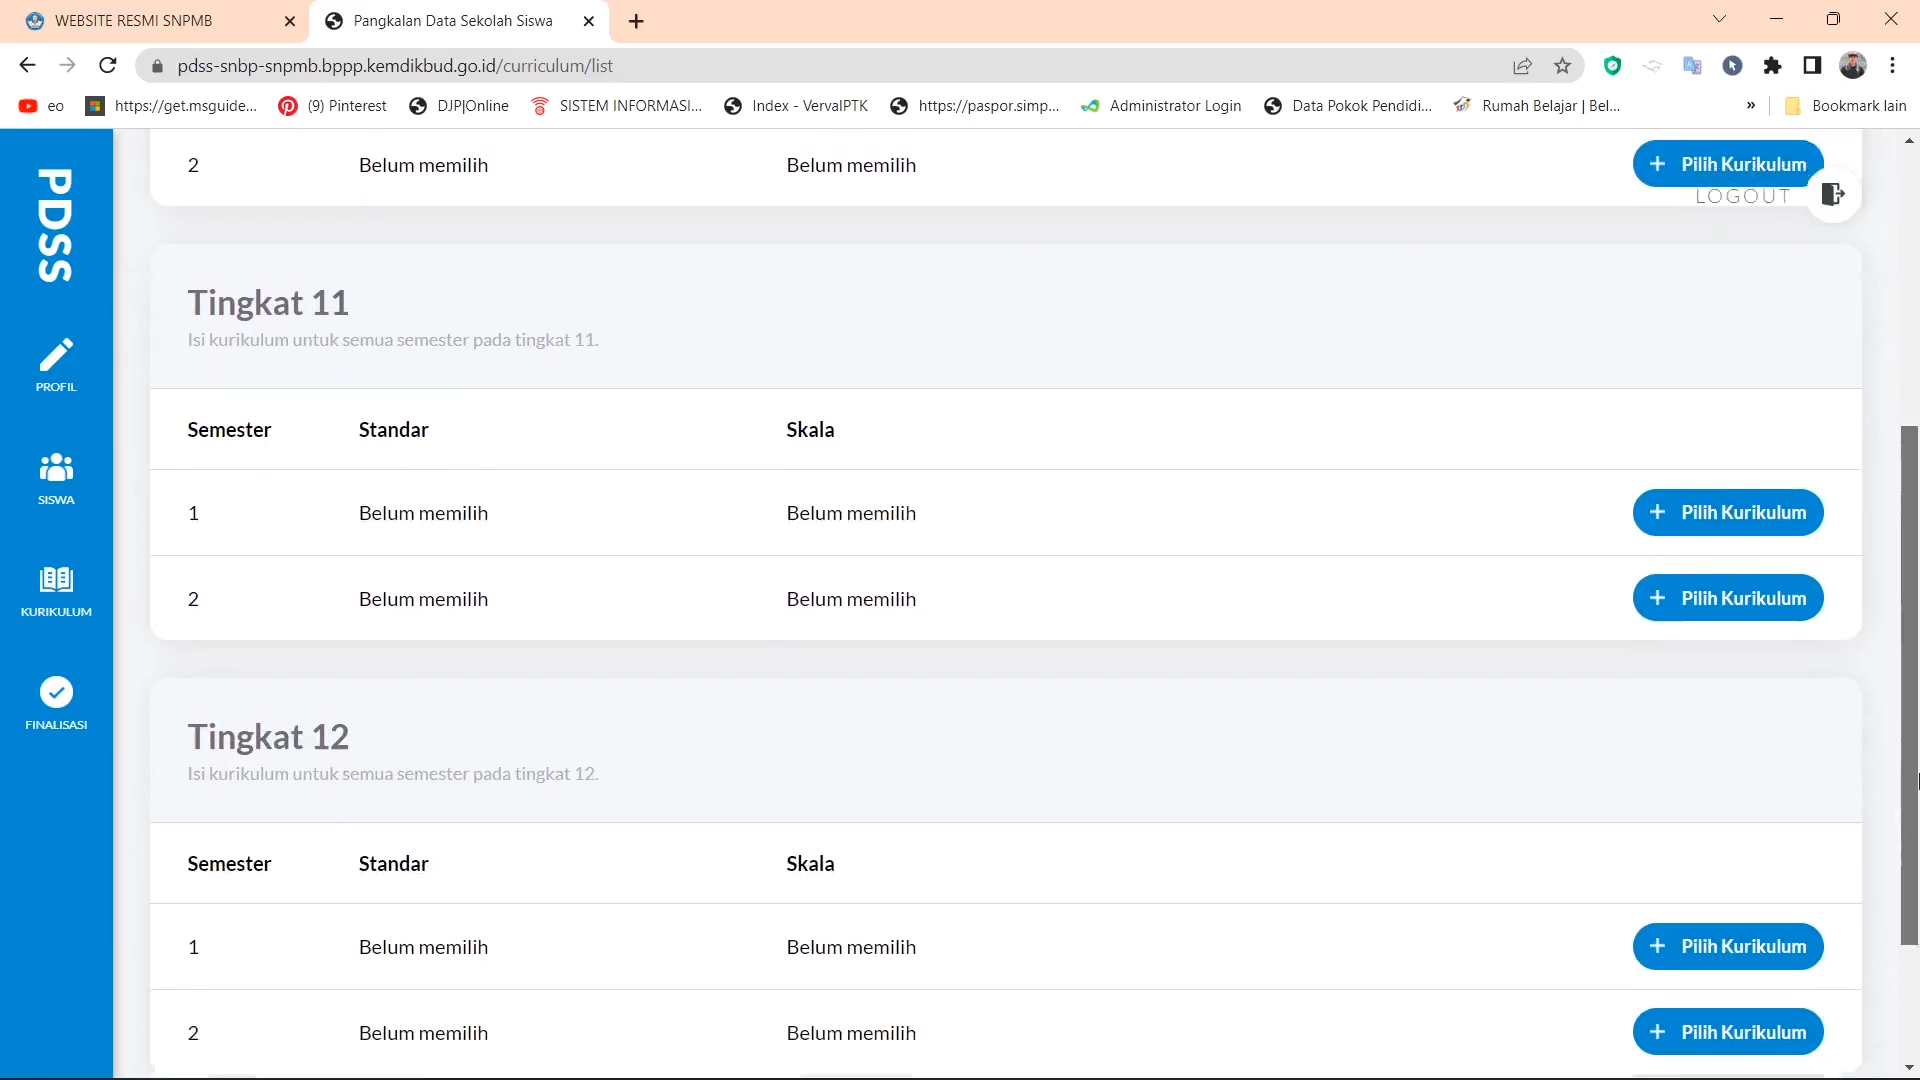 WEBSITE RESMI SNPMB
Pangkalan Data Sekolah Siswa
pdss-snbp-snpmb.bppp.kemdikbud.go.id/curriculum/list
eo
https://get.msguide...
(9) Pinterest
DJP|Online
SISTEM INFORMASI...
Index - VervalPTK
https://paspor.simp...
Administrator Login
Data Pokok Pendidi...
Rumah Belajar | Bel...
»
Bookmark lain
PDSS
PROFIL
SISWA
KURIKULUM
FINALISASI
2 Belum memilih Belum memilih + Pilih Kurikulum
LOGOUT
Tingkat 11
Isi kurikulum untuk semua semester pada tingkat 11.
Semester Standar Skala
1 Belum memilih Belum memilih + Pilih Kurikulum
2 Belum memilih Belum memilih + Pilih Kurikulum
Tingkat 12
Isi kurikulum untuk semua semester pada tingkat 12.
Semester Standar Skala
1 Belum memilih Belum memilih + Pilih Kurikulum
2 Belum memilih Belum memilih + Pilih Kurikulum